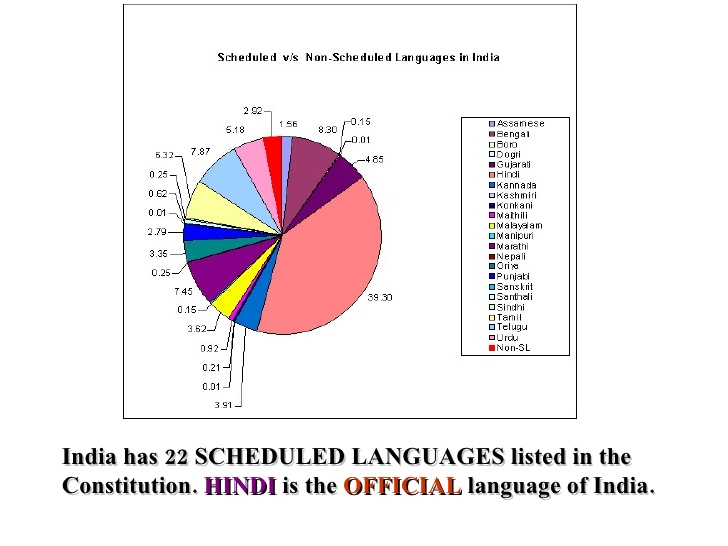 Scheduled v/s Non-Scheduled Languages in India
2.92
1.56
0.15
8.30
0.01
5.18
4.85
7.87
6.32
0.25
0.62
0.01
2.79
3.35
0.25
7.45
0.15
3.62
0.92
0.21
0.01
3.91
39.30
Assamese
Bengali
Boro
Dogri
Gujarati
Hindi
Kannada
Kashmiri
Konkani
Maithili
Malayalam
Manipuri
Marathi
Nepali
Oriya
Punjabi
Sanskrit
Santhali
Sindhi
Tamil
Telugu
Urdu
Non-SL
India has 22 SCHEDULED LANGUAGES listed in the
Constitution. HINDI is the OFFICIAL language of India.